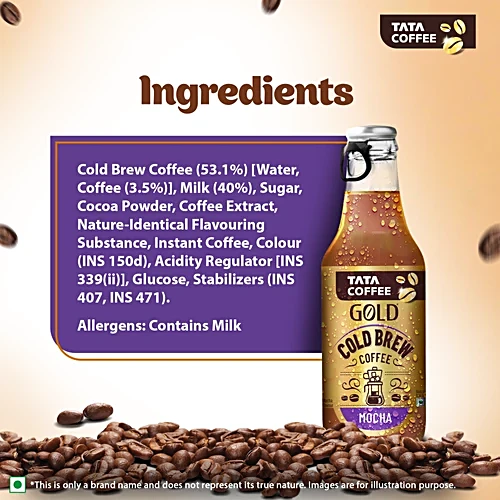 TATA
COFFEE
Ingredients
Cold Brew Coffee (53.1%) [Water,
Coffee (3.5%)], Milk (40%), Sugar,
Cocoa Powder, Coffee Extract,
Nature-Identical Flavouring
Substance, Instant Coffee, Colour
(INS 150d), Acidity Regulator [INS
339(ii)], Glucose, Stabilizers (INS
407, INS 471).
Allergens: Contains Milk
TATA
COFFEE
GOLD
COLD BREW
COFFEE
MOCHA
*This is only a brand name and does not represent its true nature. Images are for illustration purpose.